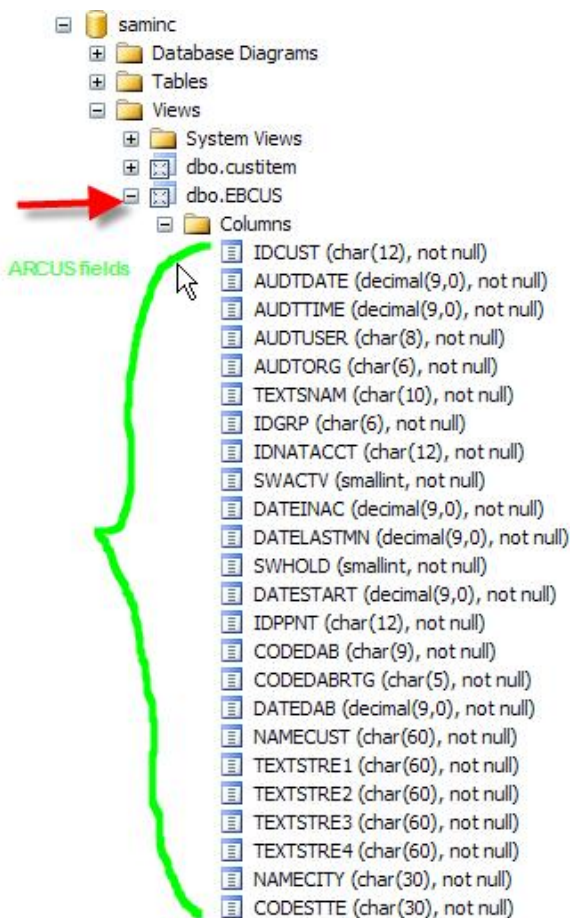 saminc
Database Diagrams
Tables
Views
System Views
dbo.custitem
dbo.EBCUS
Columns
ARCUS fields
IDCUST (char(12), not null)
AUDTDATE (decimal(9,0), not null)
AUDTTIME (decimal(9,0), not null)
AUDTUSER (char(8), not null)
AUDTORG (char(6), not null)
TEXTSNAM (char(10), not null)
IDGRP (char(6), not null)
IDNATACCT (char(12), not null)
SWACTV (smallint, not null)
DATEINAC (decimal(9,0), not null)
DATELASTMN (decimal(9,0), not null)
SWHOLD (smallint, not null)
DATESTART (decimal(9,0), not null)
IDPPNT (char(12), not null)
CODEDAB (char(9), not null)
CODEDABRTG (char(5), not null)
DATEDAB (decimal(9,0), not null)
NAMECUST (char(60), not null)
TEXTSTRE1 (char(60), not null)
TEXTSTRE2 (char(60), not null)
TEXTSTRE3 (char(60), not null)
TEXTSTRE4 (char(60), not null)
NAMECITY (char(30), not null)
CODESTTE (char(30), not null)